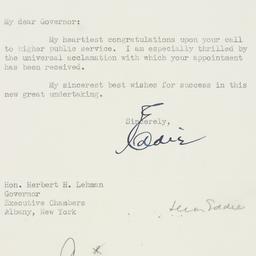 My dear Governor:
My heartiest congratulations upon your call
to higher public service. I am especially thrilled by
the universal acclamation with which your appointment
has been received.
My sincerest best wishes for success in this
new great undertaking.
Sincerely,
Eddie
Hon. Herbert H. Lehman
Governor
Executive Chambers
Albany, New York
Eddie